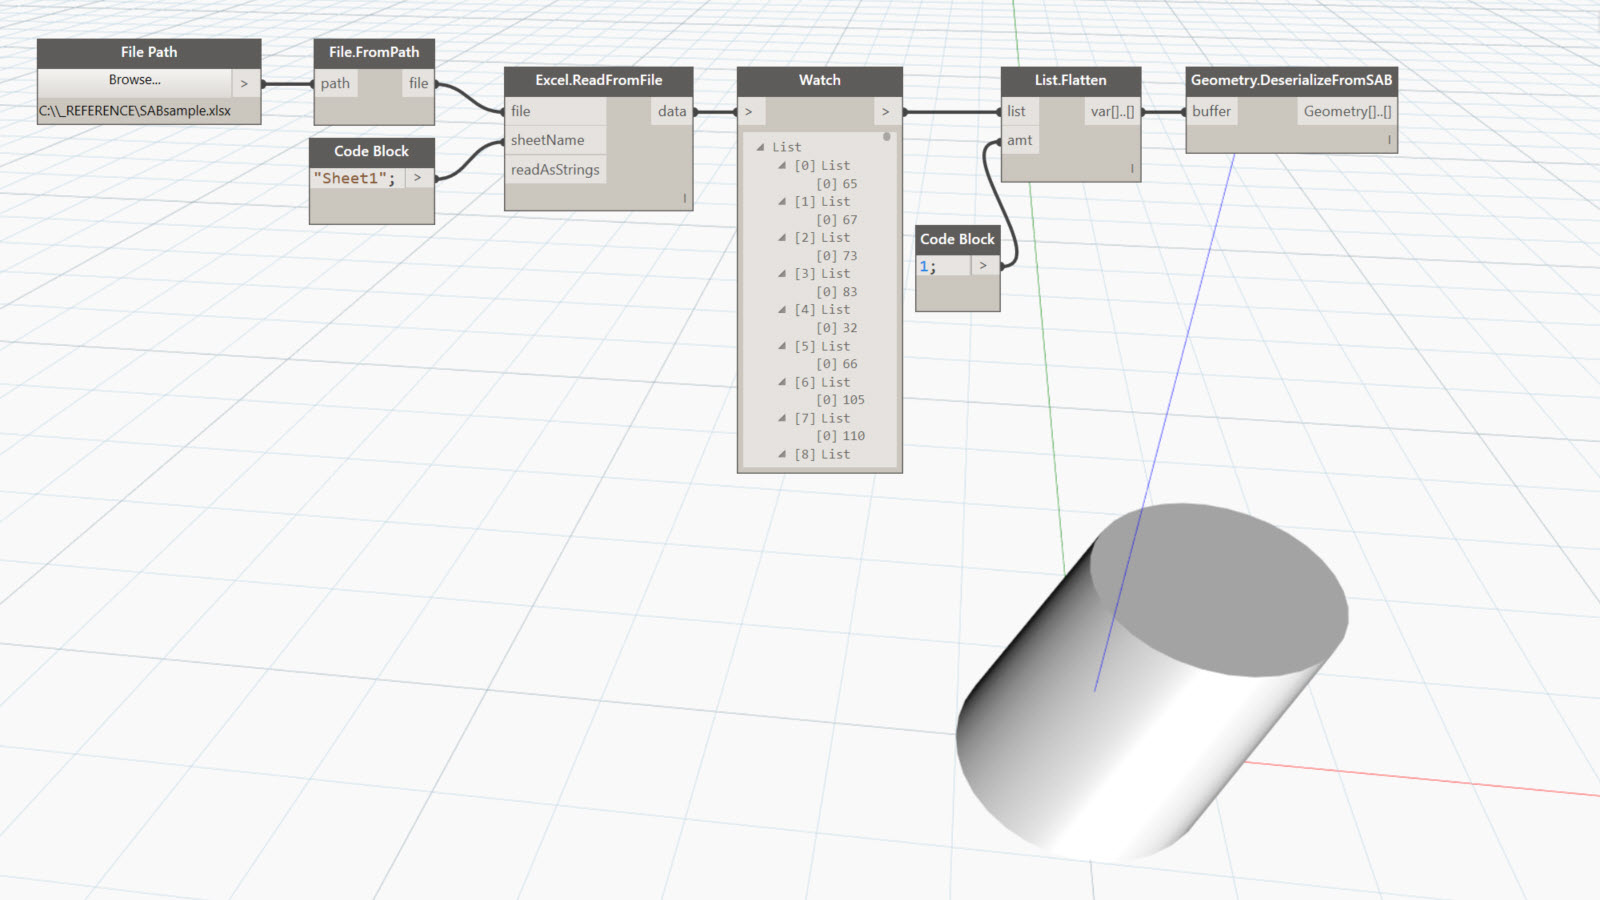 File Path
Browse...
>
C:\\_REFERENCE\SABsample.xlsx
File.FromPath
path
file
Code Block
"Sheet1";
>
Excel.ReadFromFile
file
data
sheetName
readAsStrings
l
Watch
>
>
List
[0] List
[0] 65
[1] List
[0] 67
[2] List
[0] 73
[3] List
[0] 83
[4] List
[0] 32
[5] List
[0] 66
[6] List
[0] 105
[7] List
[0] 110
[8] List
Code Block
1;
>
List.Flatten
list
var[]..[]
amt
l
Geometry.DeserializeFromSAB
buffer
Geometry[]..[]
l